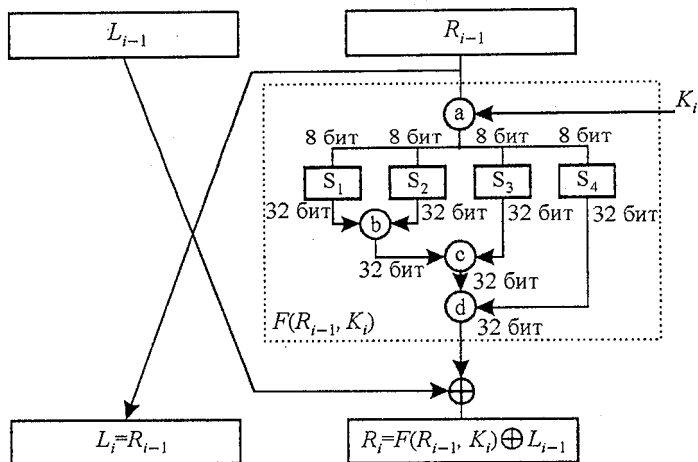 L_{i−1}
R_{i−1}
a
K_i
8 бит 8 бит 8 бит 8 бит
S_1 S_2 S_3 S_4
32 бит 32 бит 32 бит 32 бит
b
32 бит
c
32 бит
d
F(R_{i−1}, K_i)
32 бит
L_i=R_{i−1}
R_i=F(R_{i−1}, K_i)⊕L_{i−1}